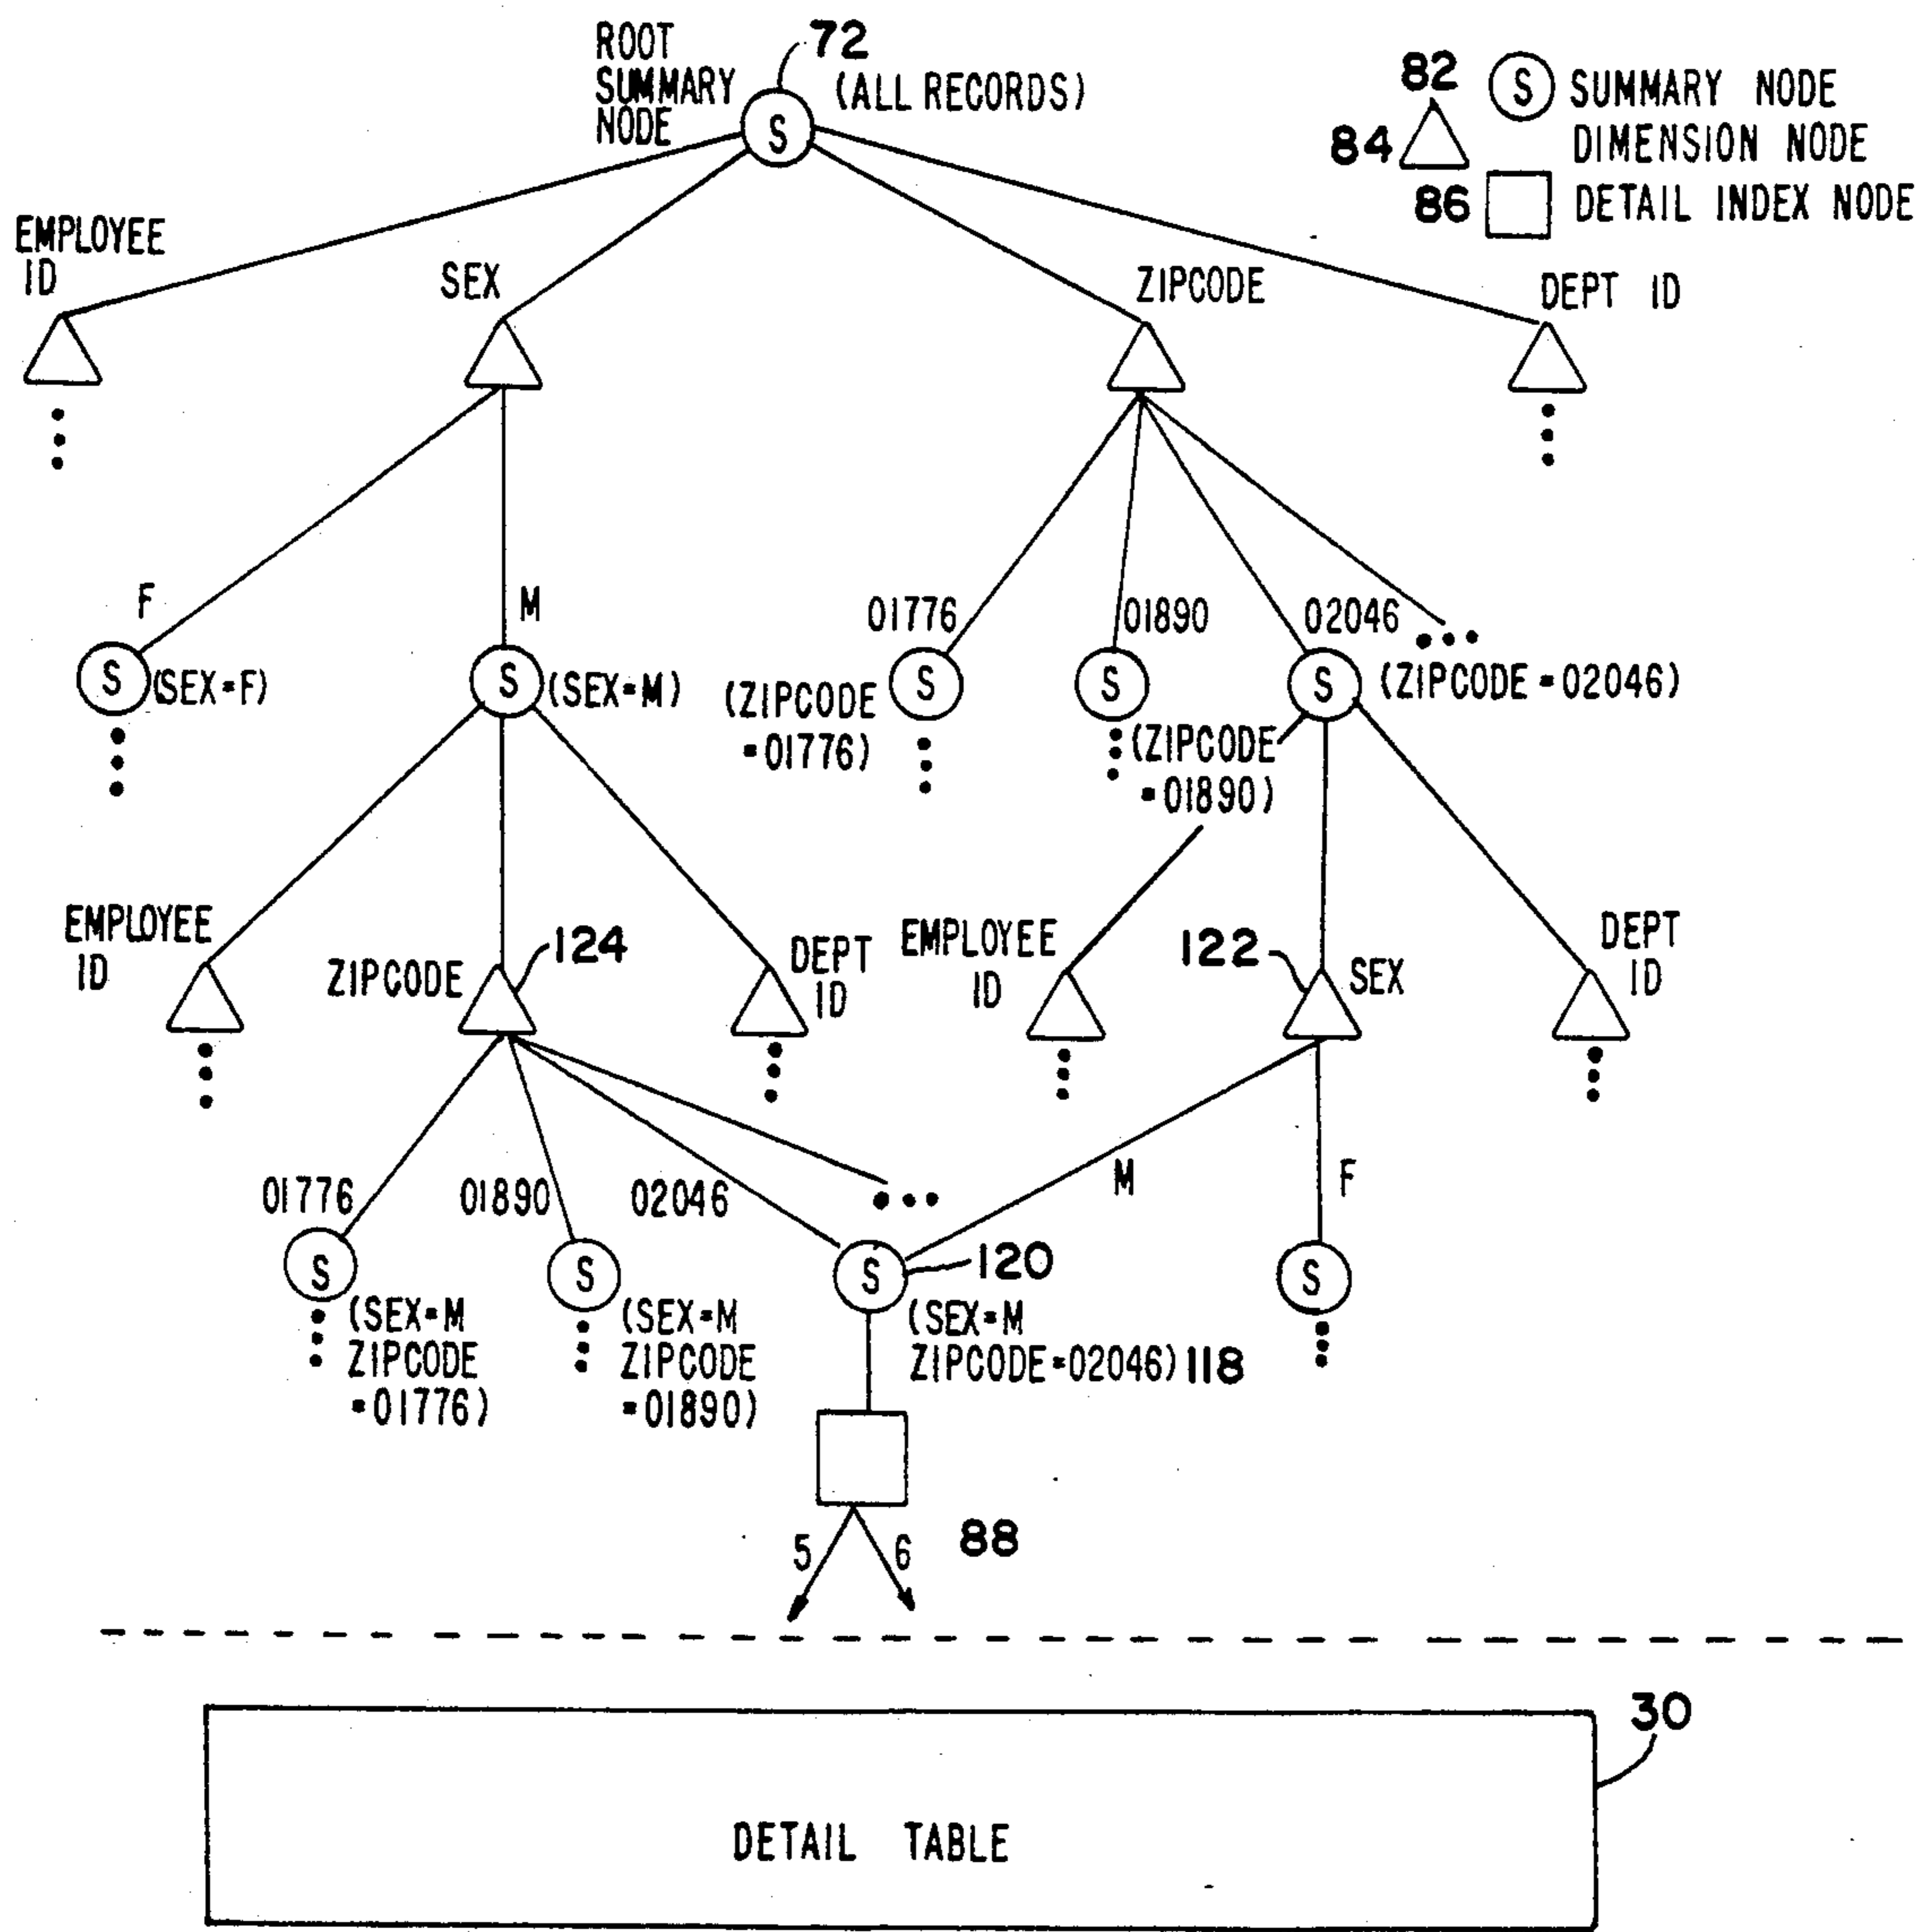 ROOT
SUMMARY
NODE
72
(ALL RECORDS)
S
82
S
SUMMARY NODE
84
DIMENSION NODE
86
DETAIL INDEX NODE
EMPLOYEE
ID
SEX
ZIPCODE
DEPT ID
F
M
01776
01890
02046
S
(SEX=F)
S
(SEX=M)
(ZIPCODE
=01776)
S
S
(ZIPCODE
=01890)
S
(ZIPCODE=02046)
EMPLOYEE
ID
ZIPCODE
124
DEPT
ID
EMPLOYEE
ID
122
SEX
DEPT
ID
01776
01890
02046
M
F
S
(SEX=M
ZIPCODE
=01776)
S
(SEX=M
ZIPCODE
=01890)
S
120
(SEX=M
ZIPCODE=02046) 118
S
5
6
88
30
DETAIL TABLE